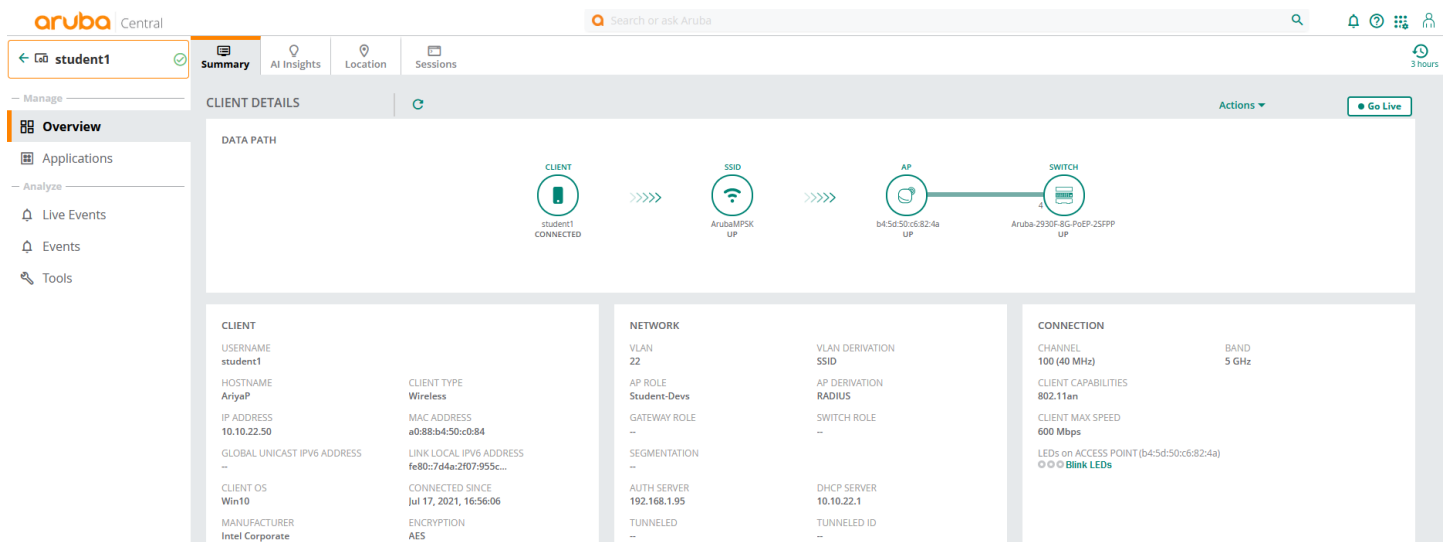 aruba Central
Search or ask Aruba
student1
Summary
AI Insights
Location
Sessions
3 hours
Manage
Overview
Applications
Analyze
Live Events
Events
Tools
CLIENT DETAILS
Actions
Go Live
DATA PATH
CLIENT SSID AP SWITCH
4
student1 ArubaMPSK b4:5d:50:c6:82:4a Aruba-2930F-8G-PoEP-2SFPP
CONNECTED UP UP UP
CLIENT
USERNAME
student1
HOSTNAME CLIENT TYPE
AriyaP Wireless
IP ADDRESS MAC ADDRESS
10.10.22.50 a0:88:b4:50:c0:84
GLOBAL UNICAST IPV6 ADDRESS LINK LOCAL IPV6 ADDRESS
-- fe80::7d4a:2f07:955c...
CLIENT OS CONNECTED SINCE
Win10 Jul 17, 2021, 16:56:06
MANUFACTURER ENCRYPTION
Intel Corporate AES
NETWORK
VLAN VLAN DERIVATION
22 SSID
AP ROLE AP DERIVATION
Student-Devs RADIUS
GATEWAY ROLE SWITCH ROLE
-- --
SEGMENTATION
--
AUTH SERVER DHCP SERVER
192.168.1.95 10.10.22.1
TUNNELED TUNNELED ID
-- --
CONNECTION
CHANNEL BAND
100 (40 MHz) 5 GHz
CLIENT CAPABILITIES
802.11an
CLIENT MAX SPEED
600 Mbps
LEDs on ACCESS POINT (b4:5d:50:c6:82:4a)
Blink LEDs